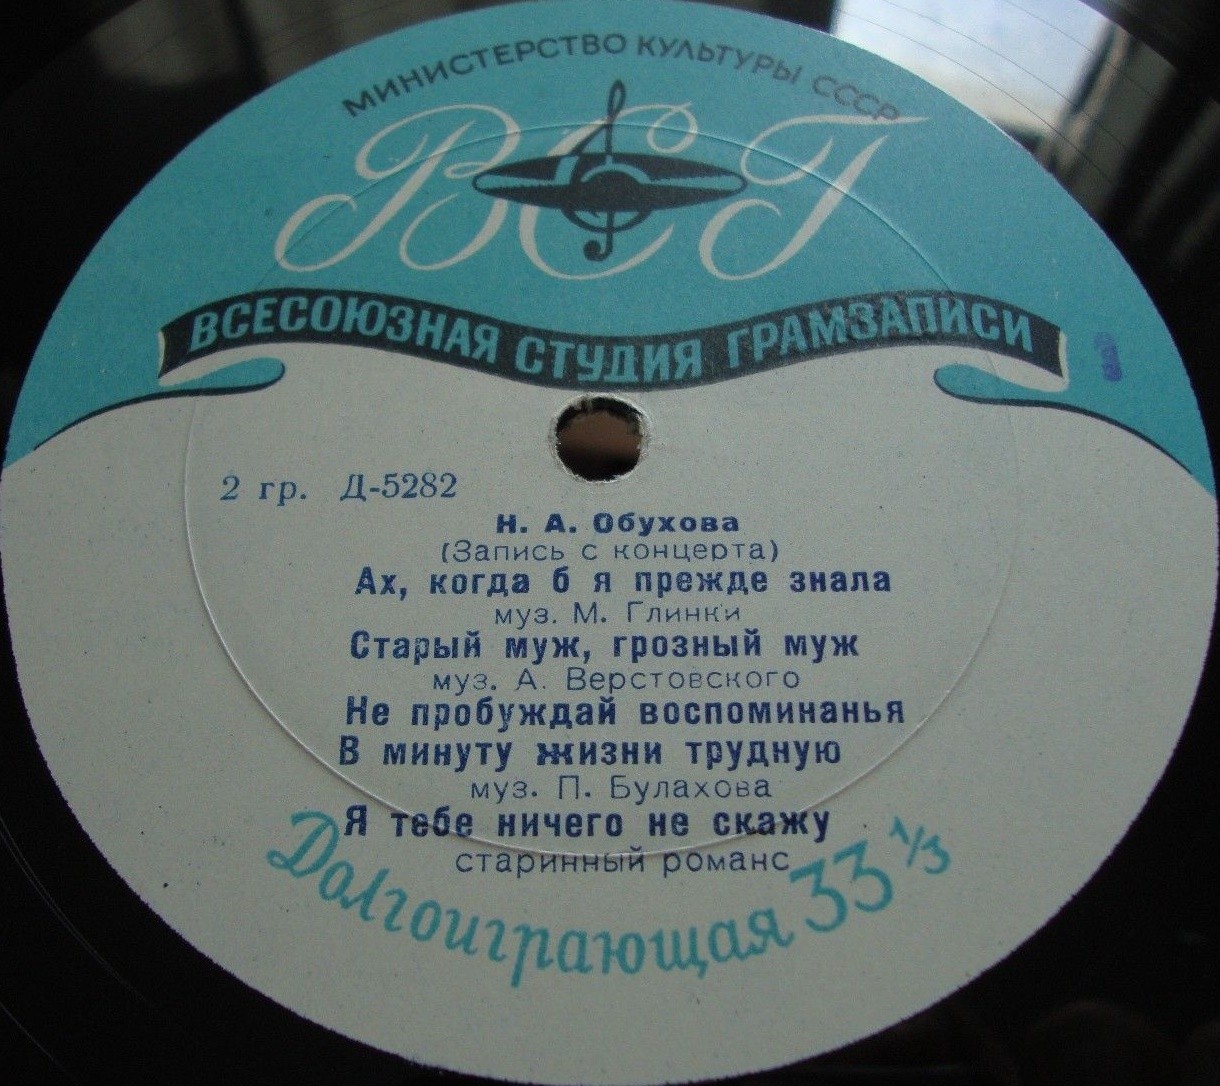 МИНИСТЕРСТВО КУЛЬТУРЫ СССР
ВСГ
ВСЕСОЮЗНАЯ СТУДИЯ ГРАМЗАПИСИ
2 гр. Д-5282
Н. А. Обухова
(Запись с концерта)
Ах, когда б я прежде знала
муз. М. Глинки
Старый муж, грозный муж
муз. А. Верстовского
Не пробуждай воспоминанья
В минуту жизни трудную
муз. П. Булахова
Я тебе ничего не скажу
старинный романс
Долгоиграющая 33 1/3